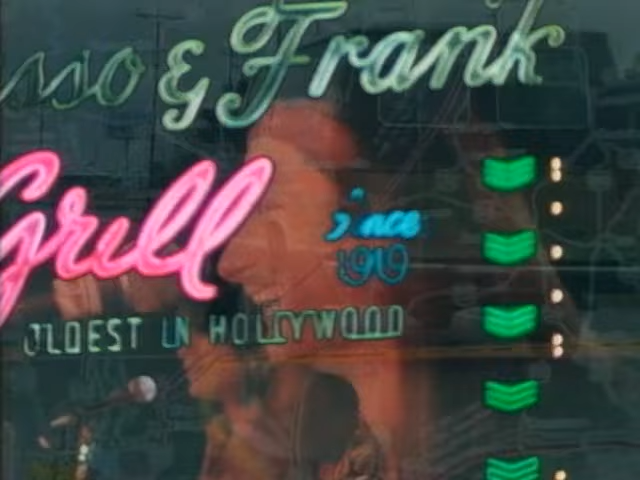 sso & Frank
Grill
Since
1919
OLDEST IN HOLLYWOOD